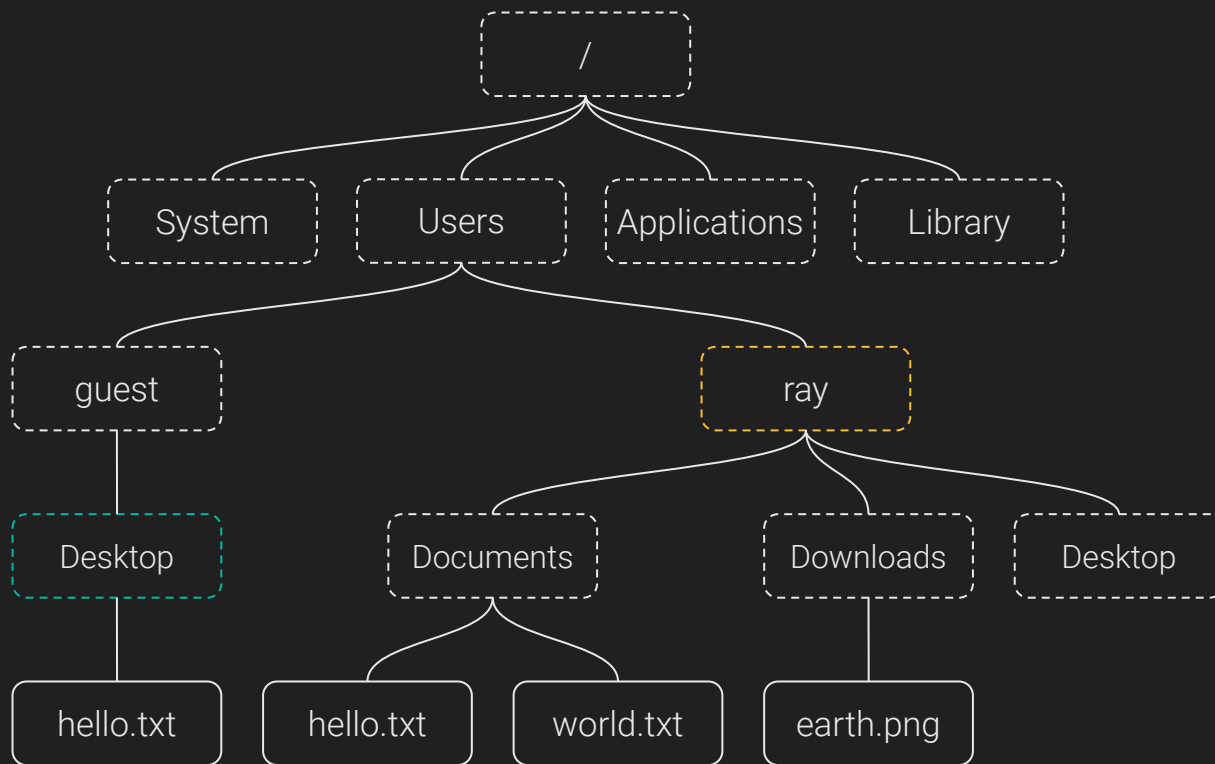 /
System
Users
Applications
Library
guest
ray
Desktop
Documents
Downloads
Desktop
hello.txt
hello.txt
world.txt
earth.png